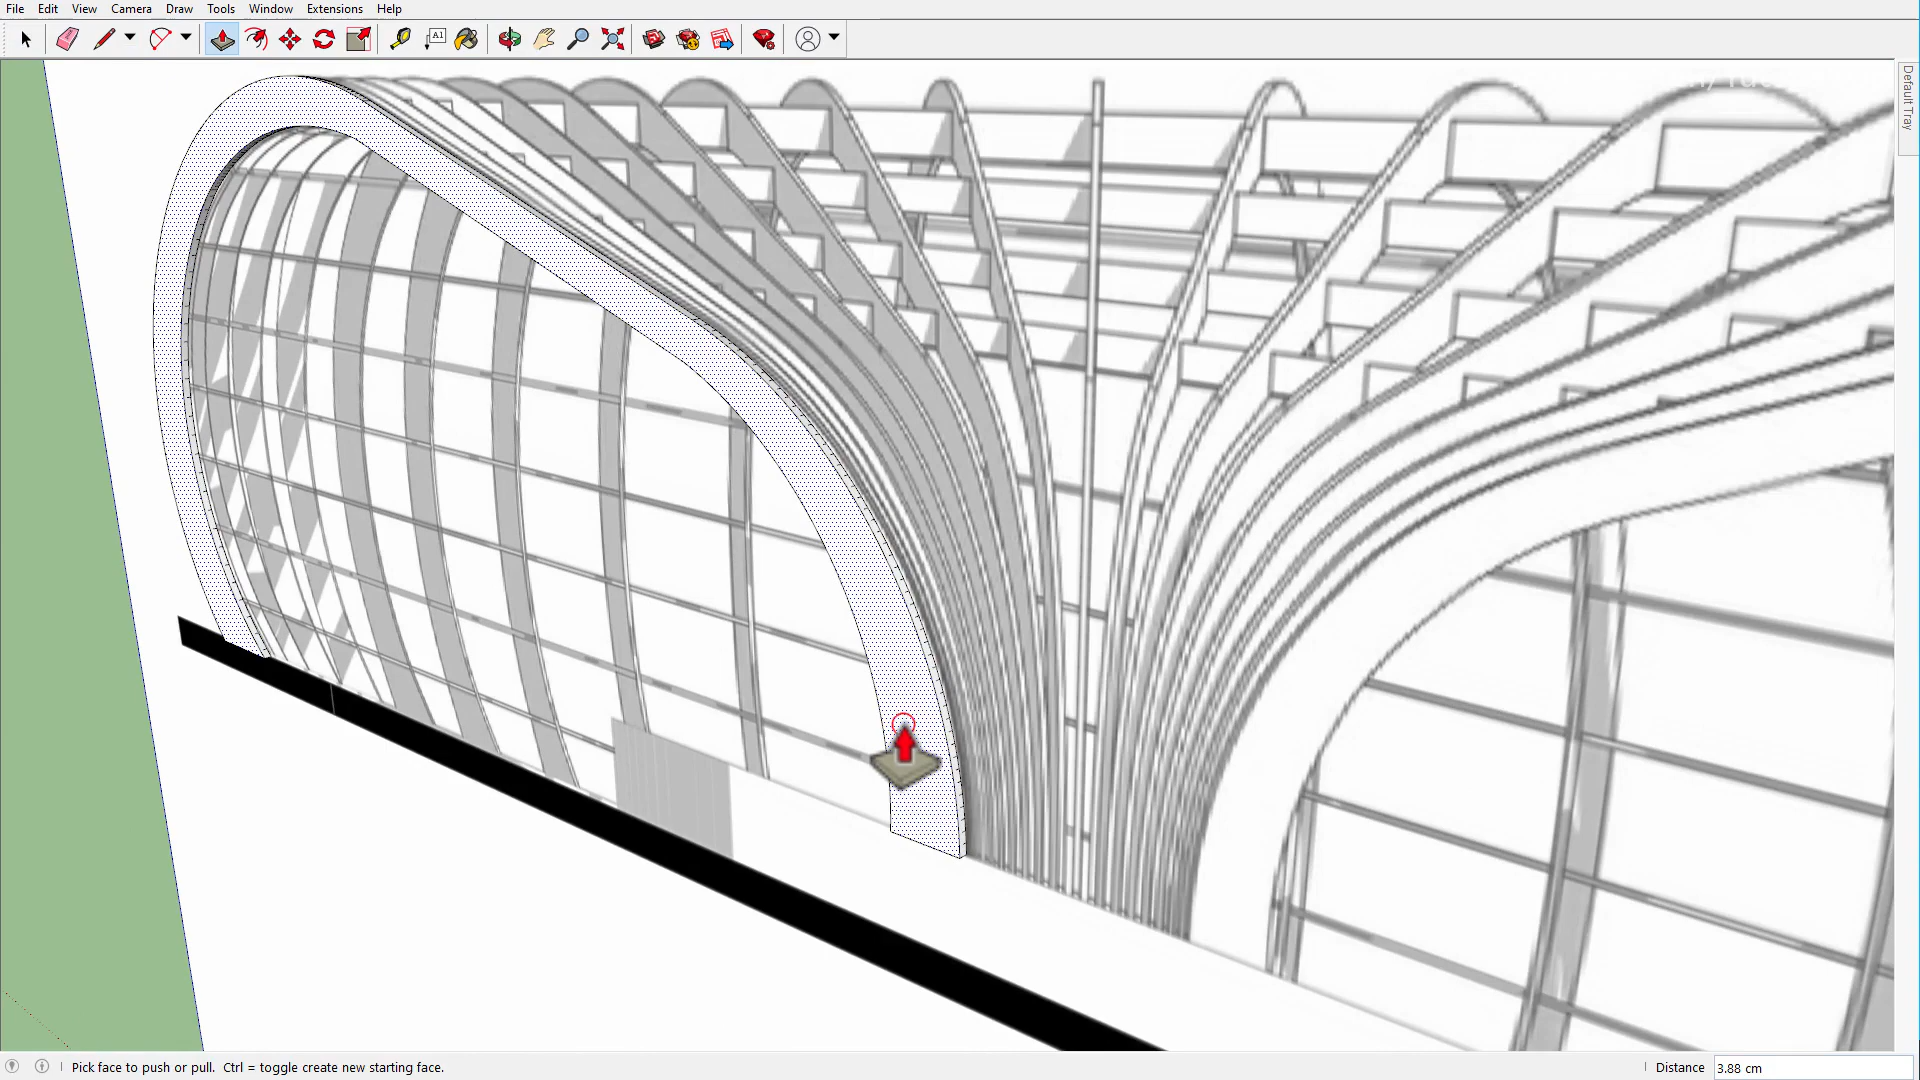 File Edit View Camera Draw Tools Window Extensions Help
A1
Default Tray
Pick face to push or pull. Ctrl = toggle create new starting face.
Distance 3.88 cm